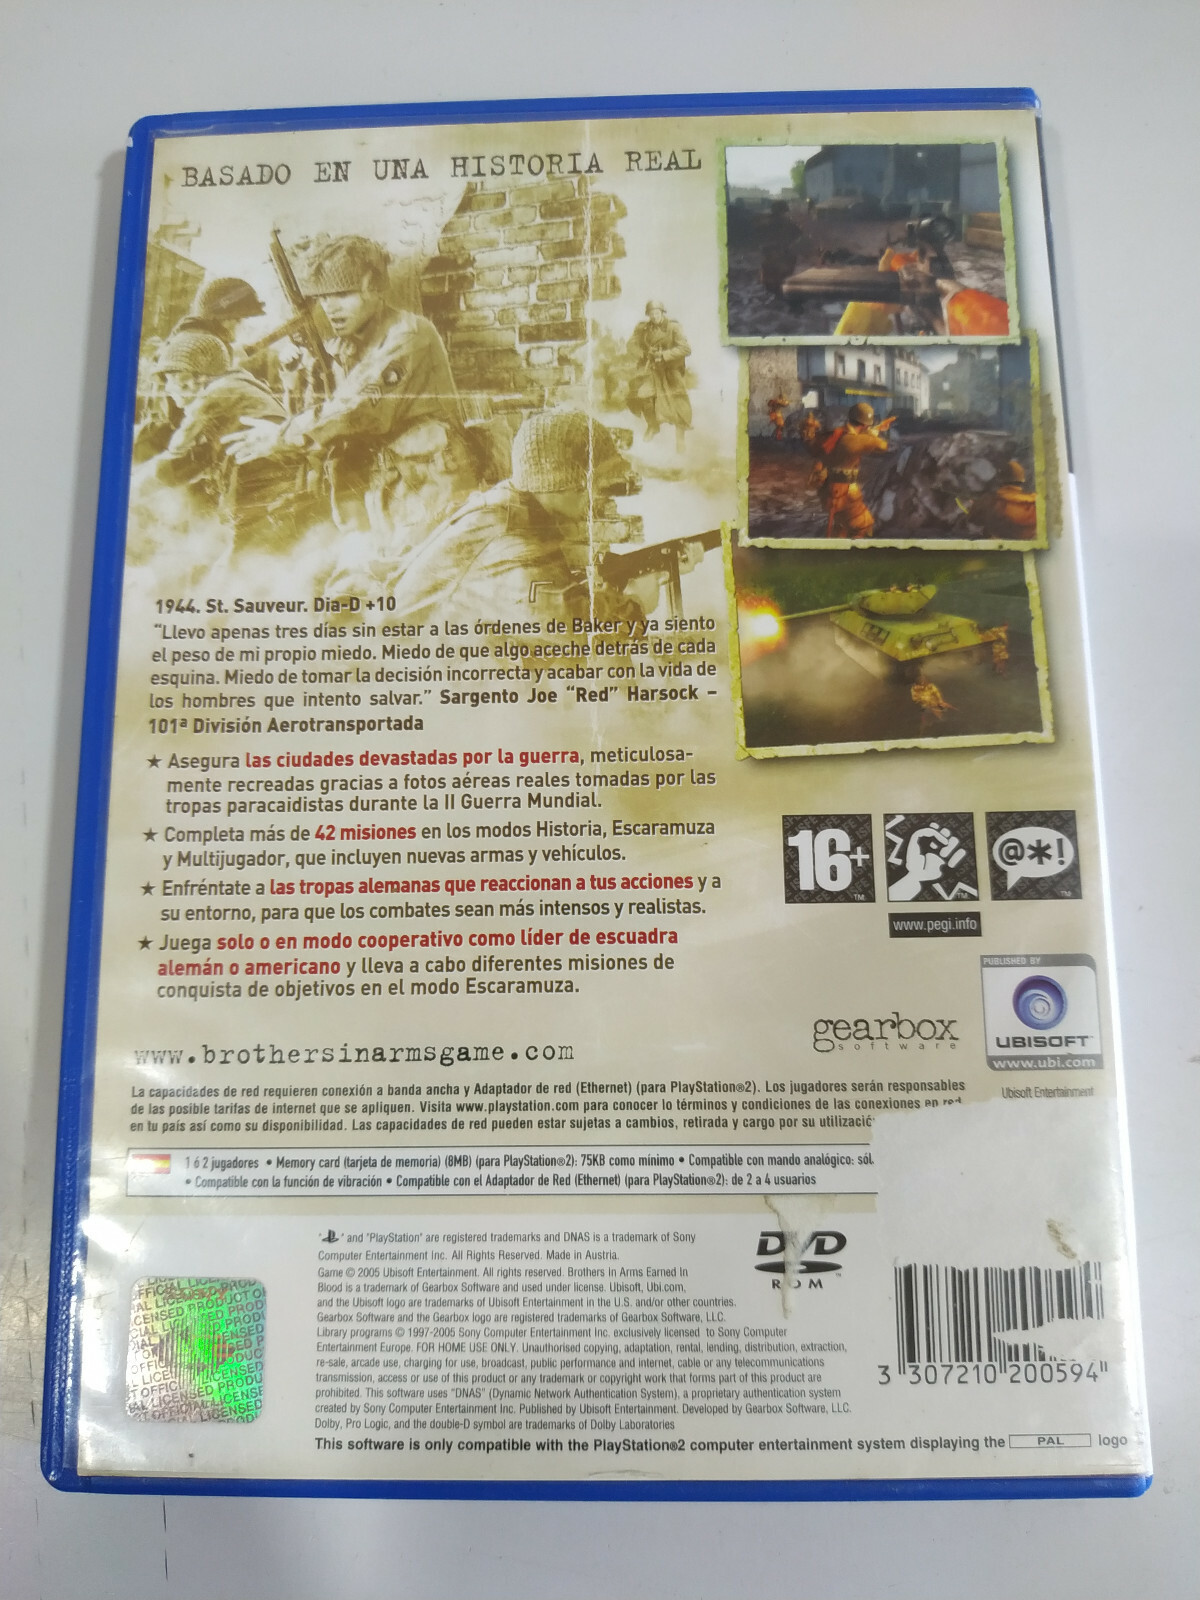 BASADO EN UNA HISTORIA REAL
1944. St. Sauveur. Dia-D +10
"Llevo apenas tres días sin estar a las órdenes de Baker y ya siento
el peso de mi propio miedo. Miedo de que algo aceche detrás de cada
esquina. Miedo de tomar la decisión incorrecta y acabar con la vida de
los hombres que intento salvar." Sargento Joe "Red" Harsock –
101ª División Aerotransportada
★ Asegura las ciudades devastadas por la guerra, meticulosa-
mente recreadas gracias a fotos aéreas reales tomadas por las
tropas paracaidistas durante la II Guerra Mundial.
★ Completa más de 42 misiones en los modos Historia, Escaramuza
y Multijugador, que incluyen nuevas armas y vehículos.
★ Enfréntate a las tropas alemanas que reaccionan a tus acciones y a
su entorno, para que los combates sean más intensos y realistas.
★ Juega solo o en modo cooperativo como líder de escuadra
alemán o americano y lleva a cabo diferentes misiones de
conquista de objetivos en el modo Escaramuza.
16+
@*!
www.pegi.info
PUBLISHED BY
UBISOFT
www.ubi.com
Ubisoft Entertainment
gearbox
software
www.brothersinarmsgame.com
La capacidades de red requieren conexión a banda ancha y Adaptador de red (Ethernet) (para PlayStation®2). Los jugadores serán responsables
de las posible tarifas de internet que se apliquen. Visita www.playstation.com para conocer lo términos y condiciones de las conexiones en red
en tu país así como su disponibilidad. Las capacidades de red pueden estar sujetas a cambios, retirada y cargo por su utilizació
1 ó 2 jugadores • Memory card (tarjeta de memoria) (8MB) (para PlayStation®2): 75KB como mínimo • Compatible con mando analógico: sól
• Compatible con la función de vibración • Compatible con el Adaptador de Red (Ethernet) (para PlayStation®2): de 2 a 4 usuarios
" " and "PlayStation" are registered trademarks and DNAS is a trademark of Sony
Computer Entertainment Inc. All Rights Reserved. Made in Austria.
Game © 2005 Ubisoft Entertainment. All rights reserved. Brothers In Arms Earned In
Blood is a trademark of Gearbox Software and used under license. Ubisoft, Ubi.com,
and the Ubisoft logo are trademarks of Ubisoft Entertainment in the U.S. and/or other countries.
Gearbox Software and the Gearbox logo are registered trademarks of Gearbox Software, LLC.
Library programs © 1997-2005 Sony Computer Entertainment Inc. exclusively licensed to Sony Computer
Entertainment Europe. FOR HOME USE ONLY. Unauthorised copying, adaptation, rental, lending, distribution, extraction,
re-sale, arcade use, charging for use, broadcast, public performance and internet, cable or any telecommunications
transmission, access or use of this product or any trademark or copyright work that forms part of this product are
prohibited. This software uses "DNAS" (Dynamic Network Authentication System), a proprietary authentication system
created by Sony Computer Entertainment Inc. Published by Ubisoft Entertainment. Developed by Gearbox Software, LLC.
Dolby, Pro Logic, and the double-D symbol are trademarks of Dolby Laboratories
This software is only compatible with the PlayStation®2 computer entertainment system displaying the PAL logo
DVD
ROM
3 307210 200594
OFFICIAL LICENSED PRODUCT